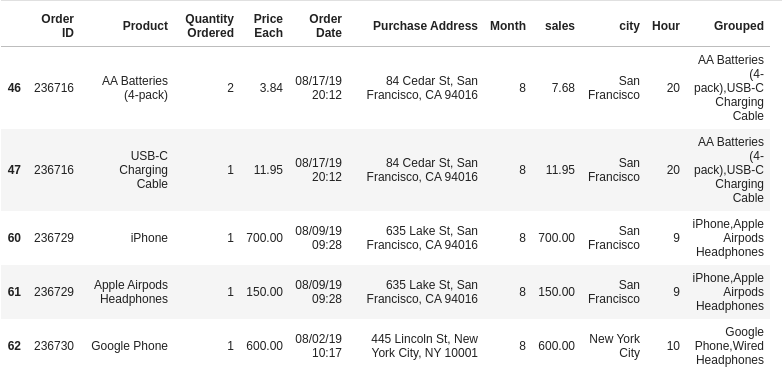 Order ID Product Quantity Ordered Price Each Order Date Purchase Address Month sales city Hour Grouped
46 236716 AA Batteries (4-pack) 2 3.84 08/17/19 20:12 84 Cedar St, San Francisco, CA 94016 8 7.68 San Francisco 20 AA Batteries (4-pack),USB-C Charging Cable
47 236716 USB-C Charging Cable 1 11.95 08/17/19 20:12 84 Cedar St, San Francisco, CA 94016 8 11.95 San Francisco 20 AA Batteries (4-pack),USB-C Charging Cable
60 236729 iPhone 1 700.00 08/09/19 09:28 635 Lake St, San Francisco, CA 94016 8 700.00 San Francisco 9 iPhone,Apple Airpods Headphones
61 236729 Apple Airpods Headphones 1 150.00 08/09/19 09:28 635 Lake St, San Francisco, CA 94016 8 150.00 San Francisco 9 iPhone,Apple Airpods Headphones
62 236730 Google Phone 1 600.00 08/02/19 10:17 445 Lincoln St, New York City, NY 10001 8 600.00 New York City 10 Google Phone,Wired Headphones